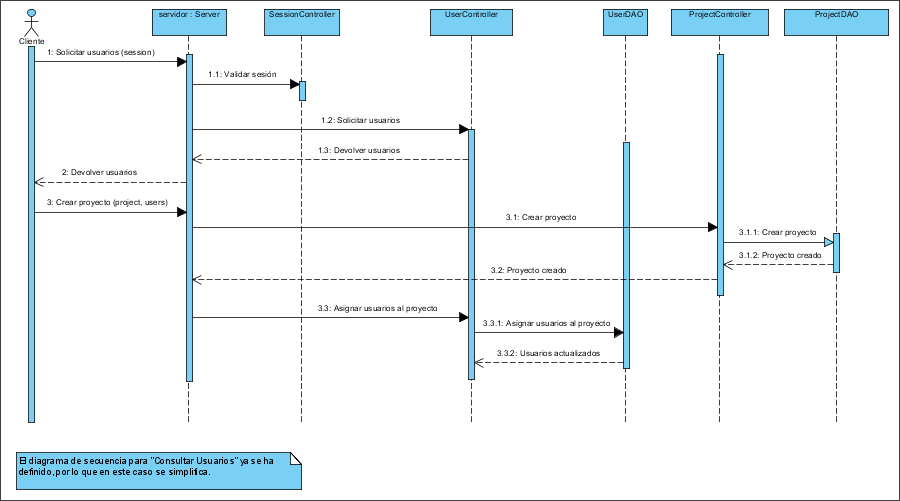 servidor : Server
SessionController
UserController
UserDAO
ProjectController
ProjectDAO
Cliente
1: Solicitar usuarios (session)
1.1: Validar sesión
1.2: Solicitar usuarios
1.3: Devolver usuarios
2: Devolver usuarios
3: Crear proyecto (project, users)
3.1: Crear proyecto
3.1.1: Crear proyecto
3.1.2: Proyecto creado
3.2: Proyecto creado
3.3: Asignar usuarios al proyecto
3.3.1: Asignar usuarios al proyecto
3.3.2: Usuarios actualizados
El diagrama de secuencia para "Consultar Usuarios" ya se ha
definido, por lo que en este caso se simplifica.